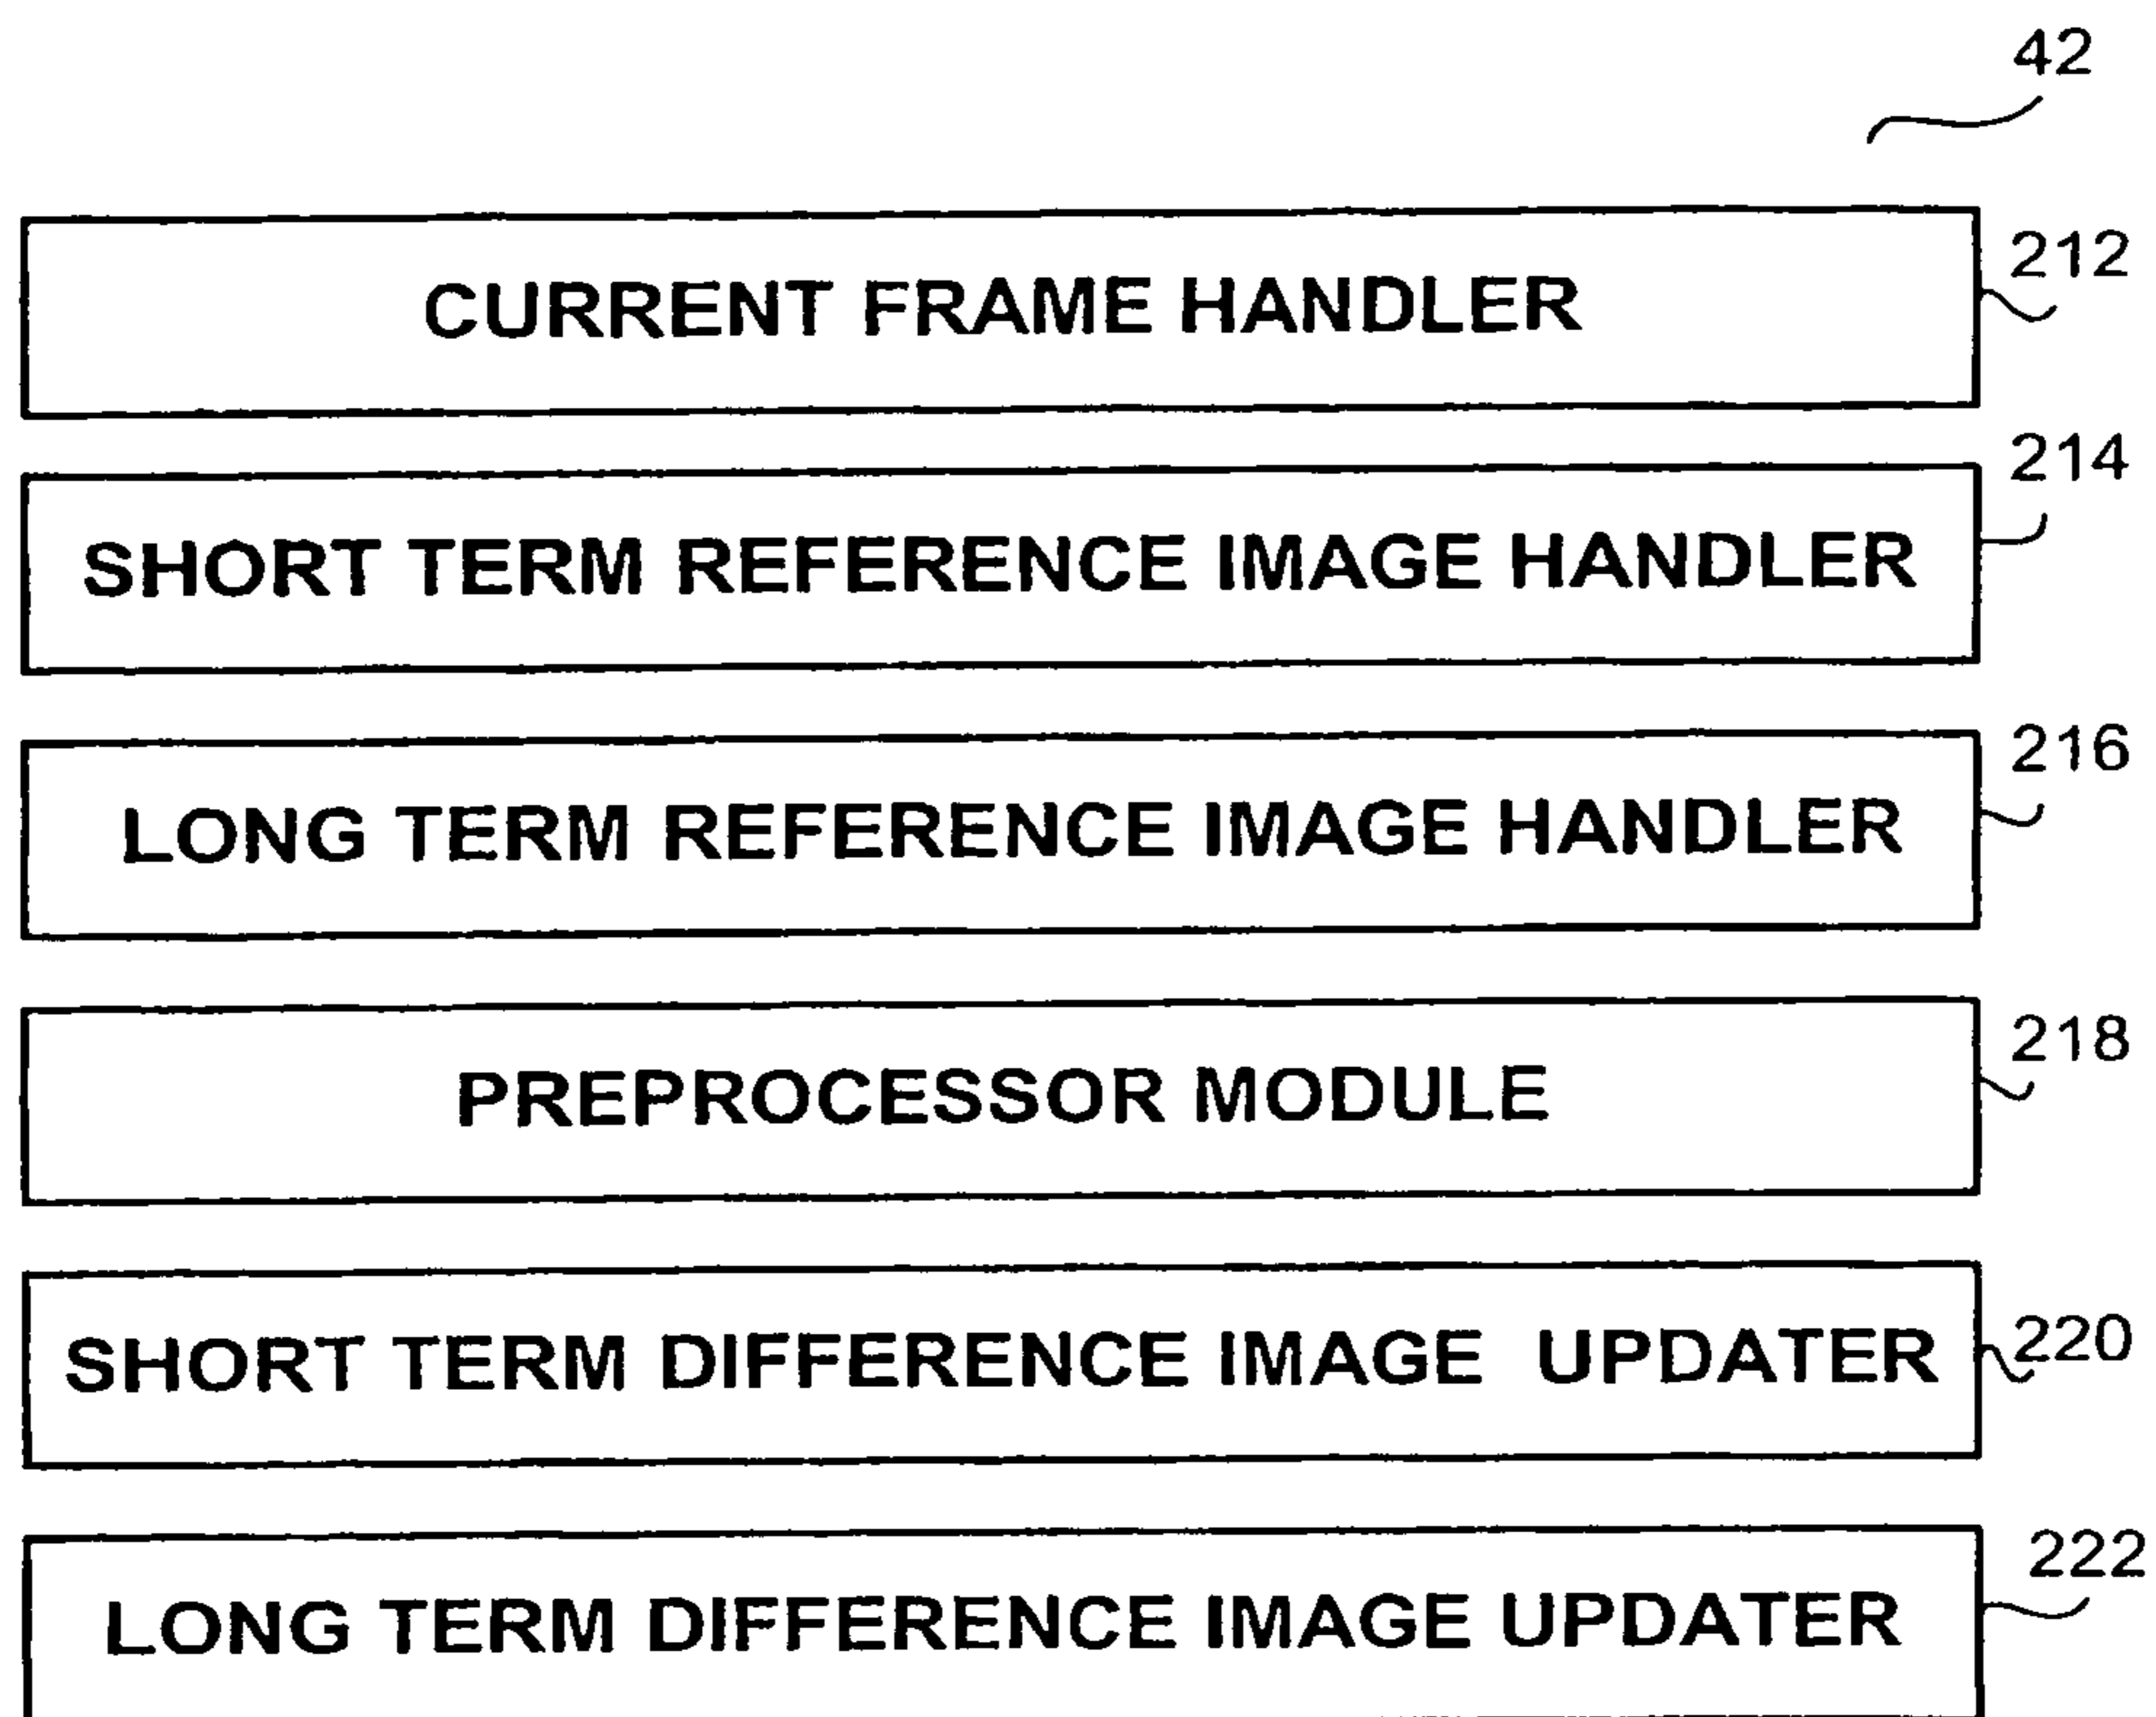 42
CURRENT FRAME HANDLER
212
SHORT TERM REFERENCE IMAGE HANDLER
214
LONG TERM REFERENCE IMAGE HANDLER
216
PREPROCESSOR MODULE
218
SHORT TERM DIFFERENCE IMAGE UPDATER
220
LONG TERM DIFFERENCE IMAGE UPDATER
222